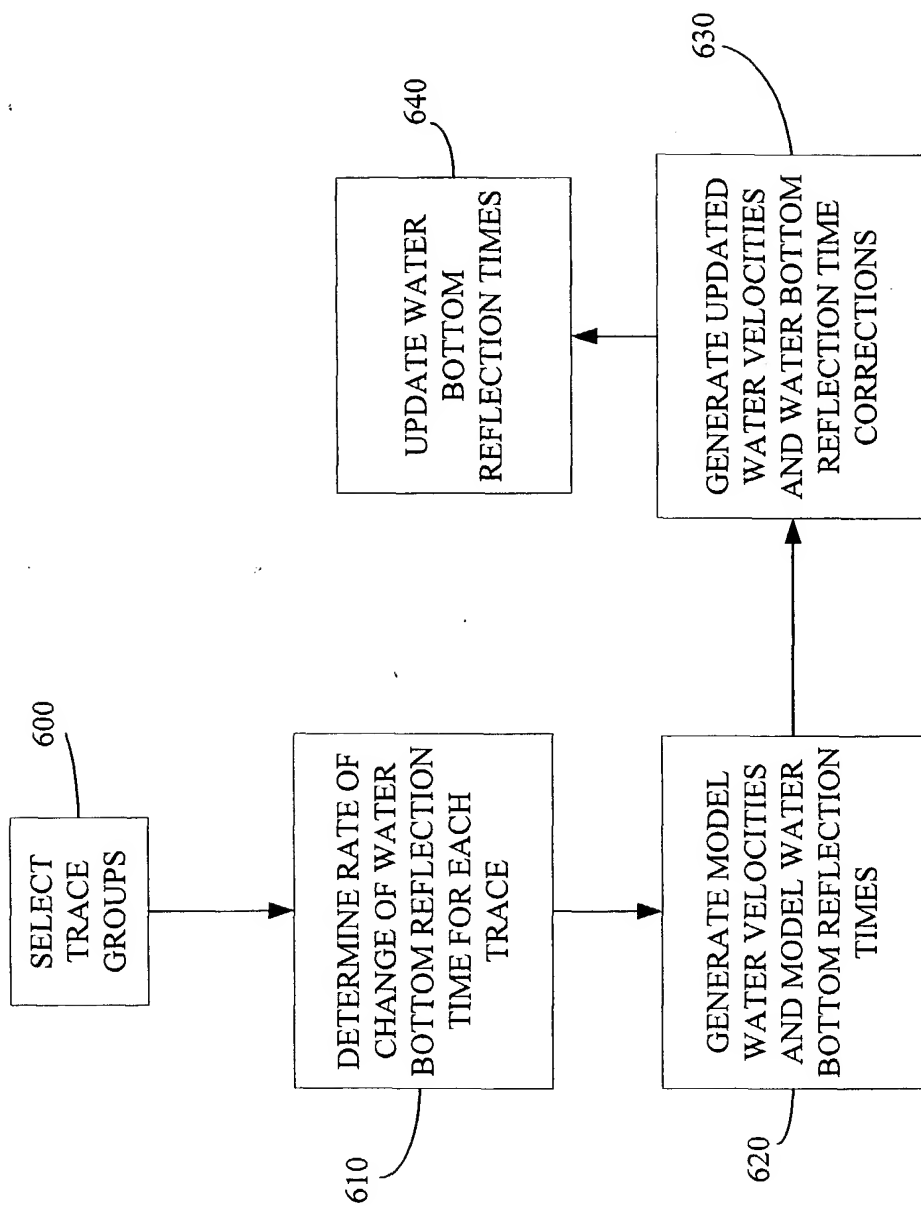 600
SELECT
TRACE
GROUPS
610
DETERMINE RATE OF
CHANGE OF WATER
BOTTOM REFLECTION
TIME FOR EACH
TRACE
620
GENERATE MODEL
WATER VELOCITIES
AND MODEL WATER
BOTTOM REFLECTION
TIMES
630
GENERATE UPDATED
WATER VELOCITIES
AND WATER BOTTOM
REFLECTION TIME
CORRECTIONS
640
UPDATE WATER
BOTTOM
REFLECTION TIMES